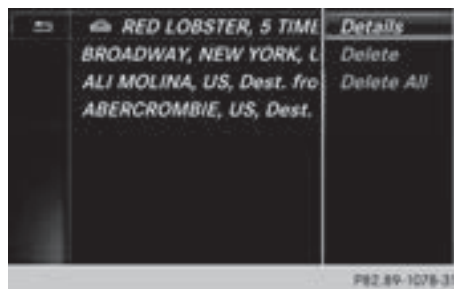 RED LOBSTER, 5 TIME
BROADWAY, NEW YORK, U
ALI MOLINA, US, Dest. fro
ABERCROMBIE, US, Dest.
Details
Delete
Delete All
P82.89-1078-31